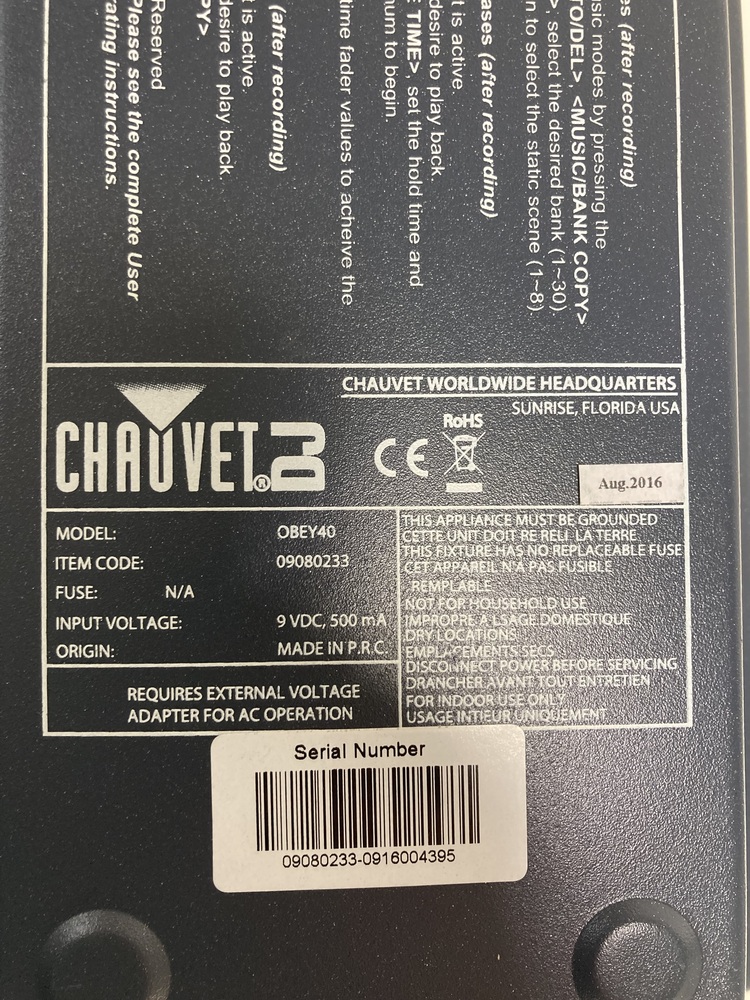 es (after recording)
sic modes by pressing the
TO/DEL>, <MUSIC/BANK COPY>
>, select the desired bank (1~30).
n to select the static scene (1~8).
ases (after recording)
t is active.
desire to play back.
E TIME> set the hold time and
num to begin.
time fader values to acheive the
(after recording)
t is active.
desire to play back.
PY>
Reserved
Please see the complete User
rating instructions.
CHAUVET® DJ
CHAUVET WORLDWIDE HEADQUARTERS
SUNRISE, FLORIDA USA
CE
RoHS
Aug.2016
MODEL: OBEY40
ITEM CODE: 09080233
FUSE: N/A
INPUT VOLTAGE: 9 VDC, 500 mA
ORIGIN: MADE IN P.R.C.
REQUIRES EXTERNAL VOLTAGE
ADAPTER FOR AC OPERATION
THIS APPLIANCE MUST BE GROUNDED
CETTE UNIT DOIT RE RELL LA TERRE
THIS FIXTURE HAS NO REPLACEABLE FUSE
CET APPAREIL N'A PAS FUSIBLE
REMPLABLE
NOT FOR HOUSEHOLD USE
IMPROPRE A LSAGE DOMESTIQUE
DRY LOCATIONS
EMPLACEMENTS SECS
DISCONNECT POWER BEFORE SERVICING
DRANCHER AVANT TOUT ENTRETIEN
FOR INDOOR USE ONLY
USAGE INTIEUR UNIQUEMENT
Serial Number
09080233-0916004395